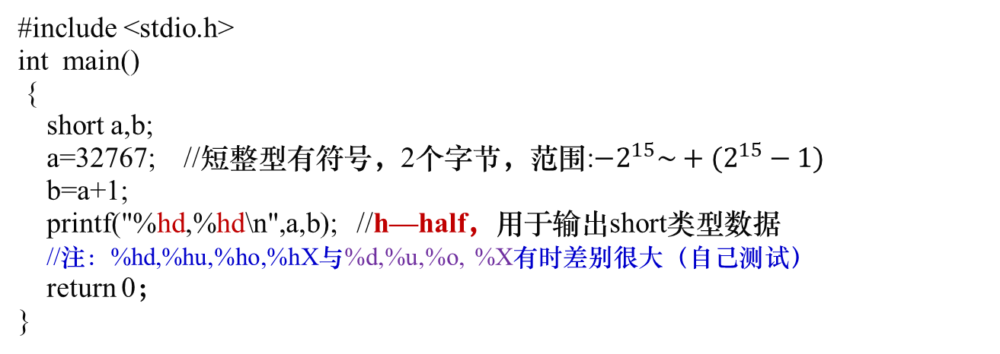 #include <stdio.h>
int  main()
{
short a,b;
a=32767;    //短整型有符号，2个字节，范围:−2¹⁵~ + (2¹⁵ − 1)
b=a+1;
printf("%hd,%hd\n",a,b);   //h—half，用于输出short类型数据
//注：%hd,%hu,%ho,%hX与%d,%u,%o, %X有时差别很大（自己测试）
return 0；
}